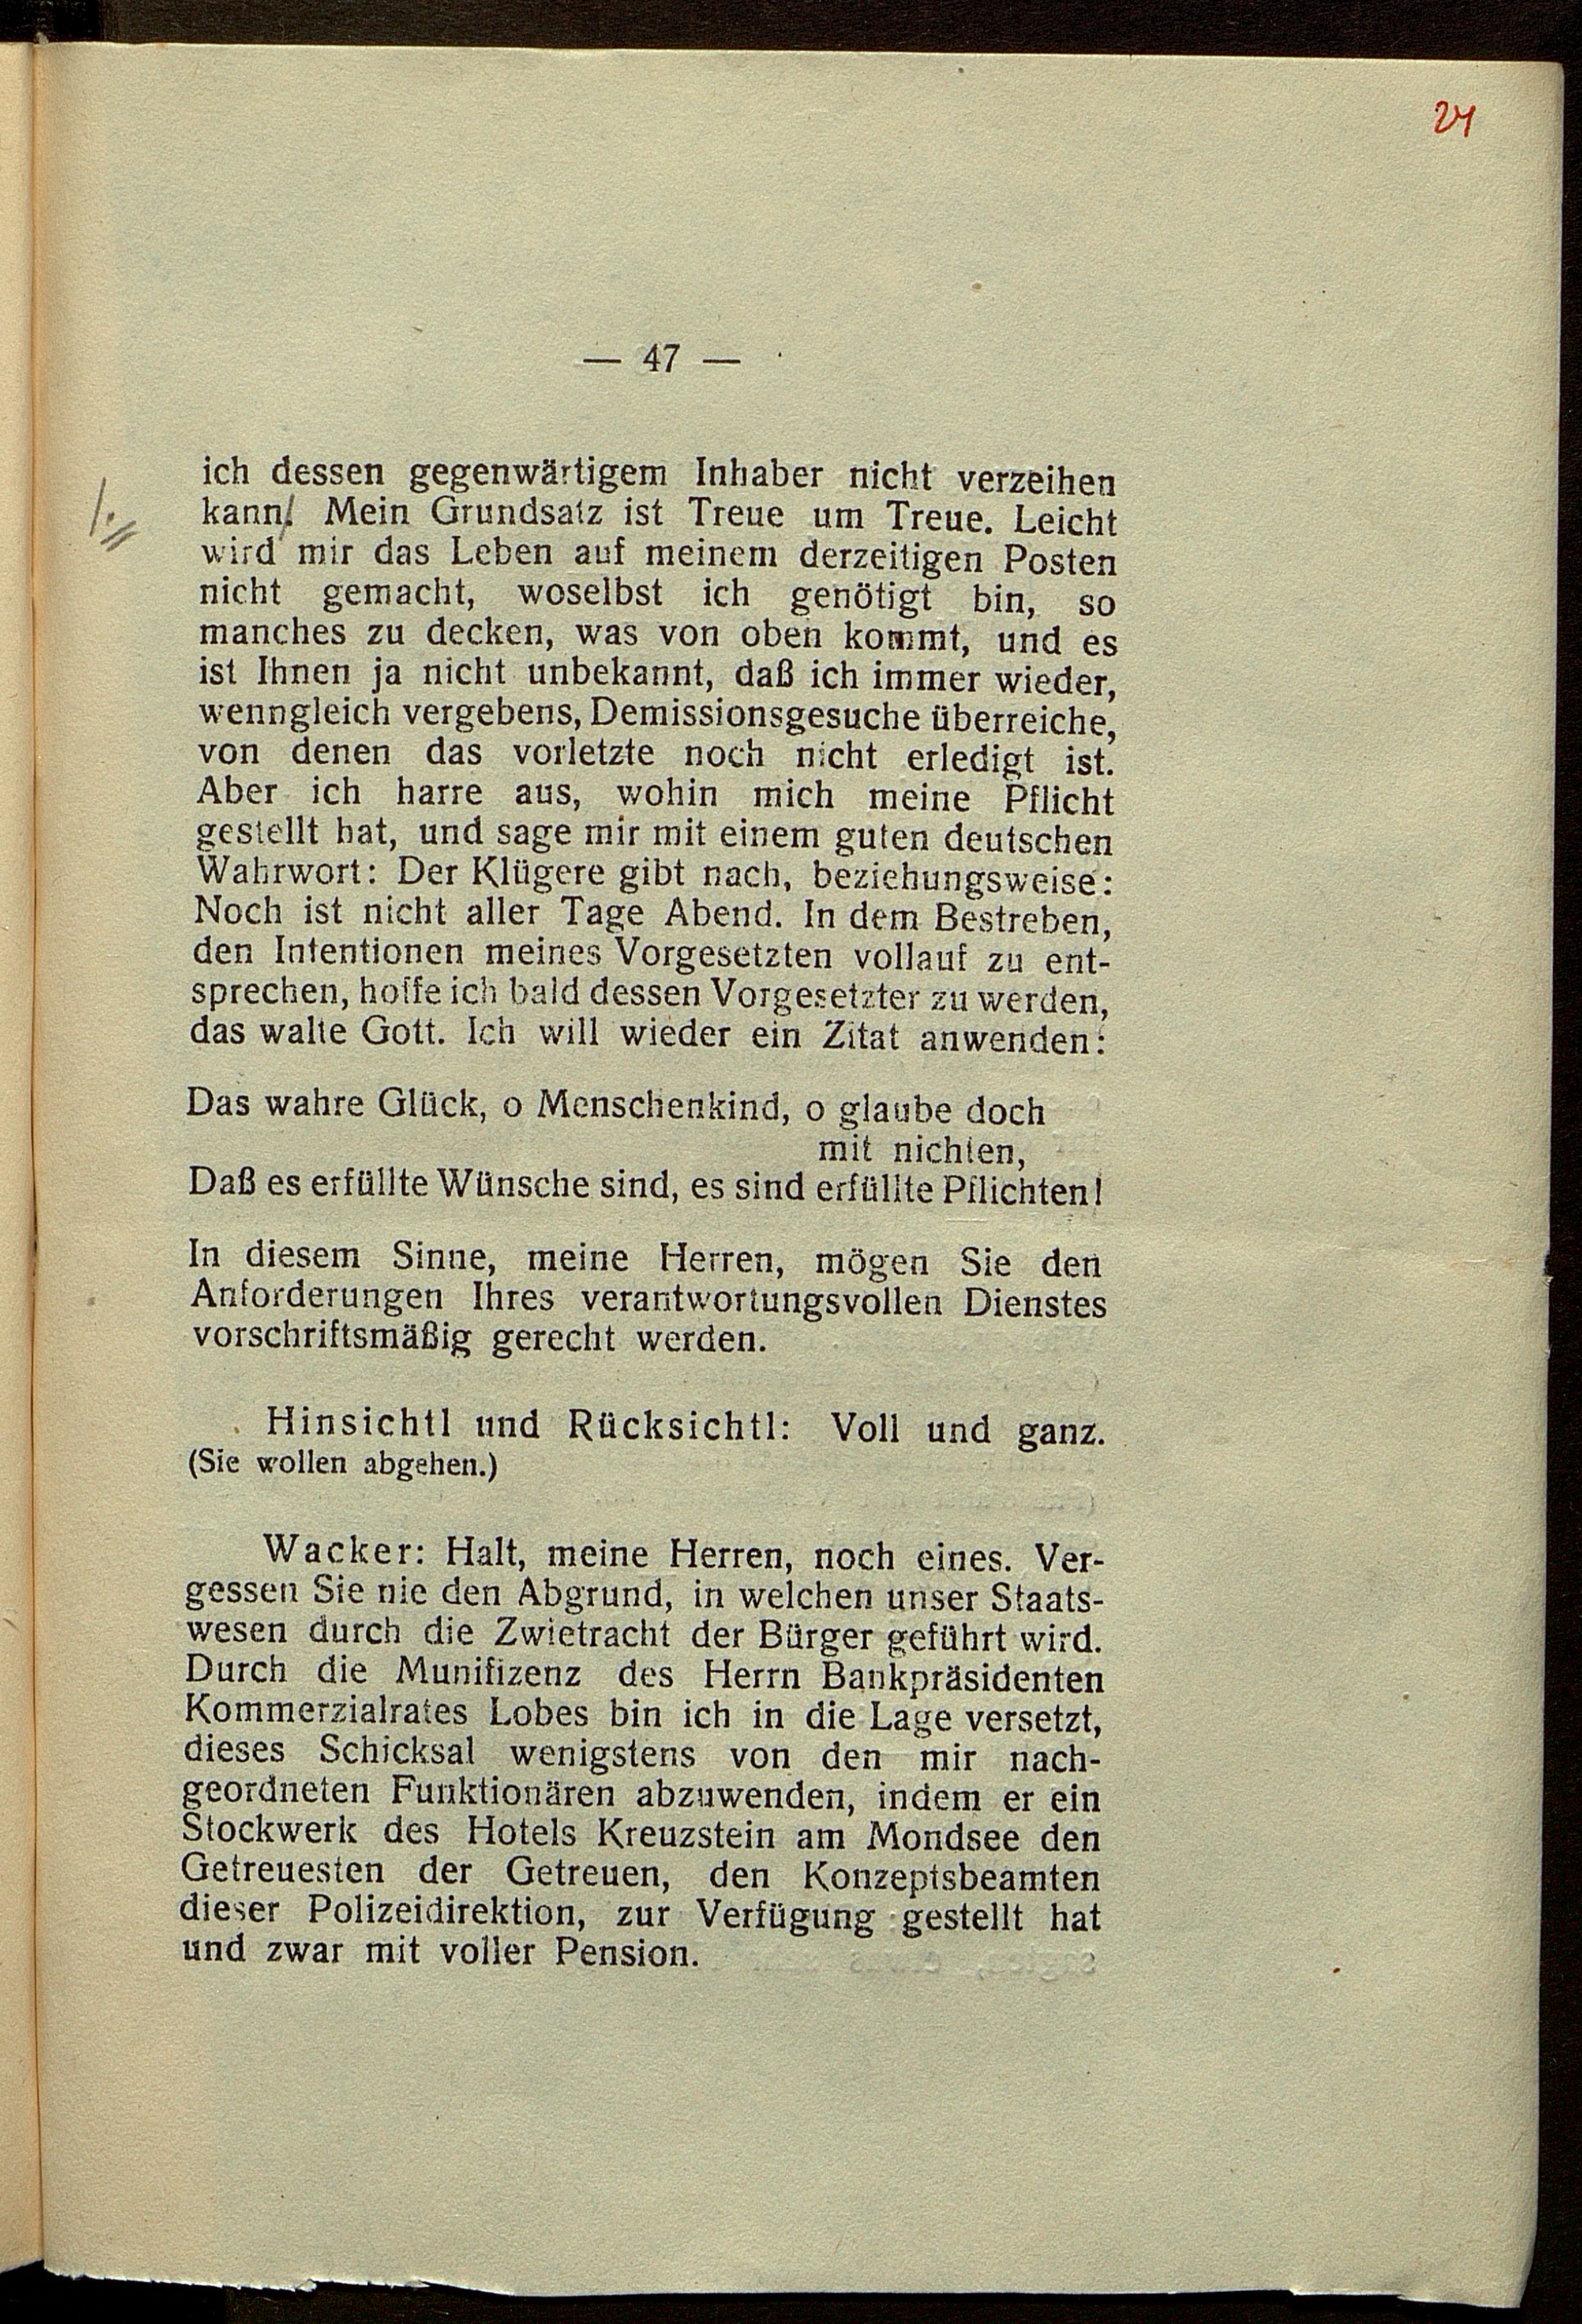 24
— 47 —
ich dessen gegenwärtigem Inhaber nicht verzeihen
/.
kann! Mein Grundsatz ist Treue um Treue. Leicht
wird mir das Leben auf meinem derzeitigen Posten
nicht gemacht, woselbst ich genötigt bin, so
manches zu decken, was von oben kommt, und es
ist Ihnen ja nicht unbekannt, daß ich immer wieder,
wenngleich vergebens, Demissionsgesuche überreiche,
von denen das vorletzte noch nicht erledigt ist.
Aber ich harre aus, wohin mich meine Pflicht
gestellt hat, und sage mir mit einem guten deutschen
Wahrwort: Der Klügere gibt nach, beziehungsweise:
Noch ist nicht aller Tage Abend. In dem Bestreben,
den Intentionen meines Vorgesetzten vollauf zu ent-
sprechen, hoffe ich bald dessen Vorgesetzter zu werden,
das walte Gott. Ich will wieder ein Zitat anwenden:
Das wahre Glück, o Menschenkind, o glaube doch
mit nichten,
Daß es erfüllte Wünsche sind, es sind erfüllte Pflichten!
In diesem Sinne, meine Herren, mögen Sie den
Anforderungen Ihres verantwortungsvollen Dienstes
vorschriftsmäßig gerecht werden.
Hinsichtl und Rücksichtl: Voll und ganz.
(Sie wollen abgehen.)
Wacker: Halt, meine Herren, noch eines. Ver-
gessen Sie nie den Abgrund, in welchen unser Staats-
wesen durch die Zwietracht der Bürger geführt wird.
Durch die Munifizenz des Herrn Bankpräsidenten
Kommerzialrates Lobes bin ich in die Lage versetzt,
dieses Schicksal wenigstens von den mir nach-
geordneten Funktionären abzuwenden, indem er ein
Stockwerk des Hotels Kreuzstein am Mondsee den
Getreuesten der Getreuen, den Konzeptsbeamten
dieser Polizeidirektion, zur Verfügung gestellt hat
und zwar mit voller Pension.